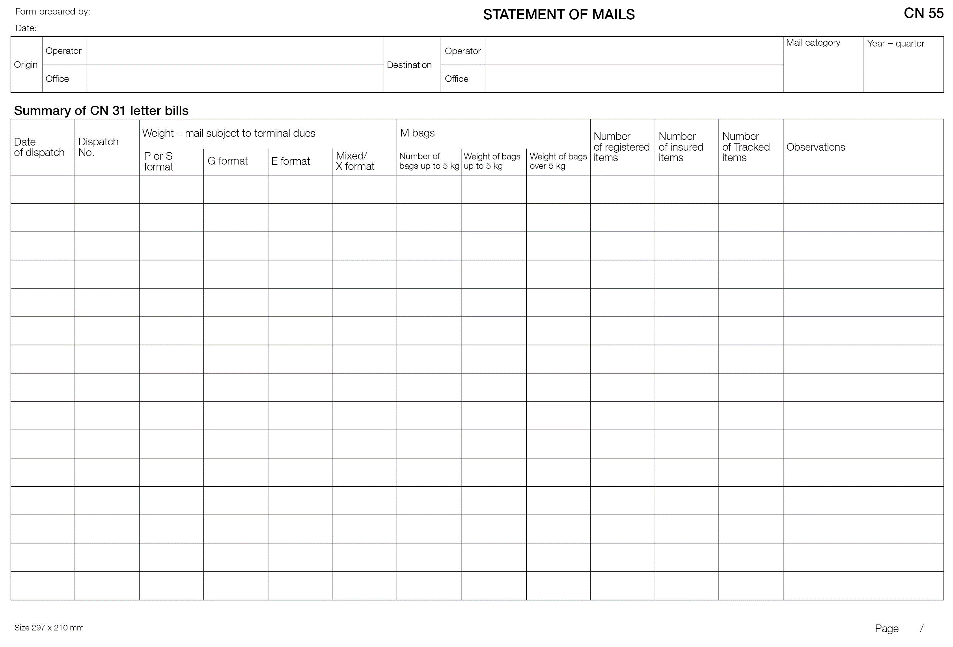 Form prepared by:
STATEMENT OF MAILS
CN 55
Date:
Origin
Operator
Office
Destination
Operator
Office
Mail category
Year – quarter
Summary of CN 31 letter bills
Date
of dispatch
Dispatch
No.
Weight – mail subject to terminal dues
P or S
format
G format
E format
Mixed/
X format
M bags
Number of
bags up to 5 kg
Weight of bags
up to 5 kg
Weight of bags
over 5 kg
Number
of registered
items
Number
of insured
items
Number
of Tracked
items
Observations
Size 297 x 210 mm
Page /